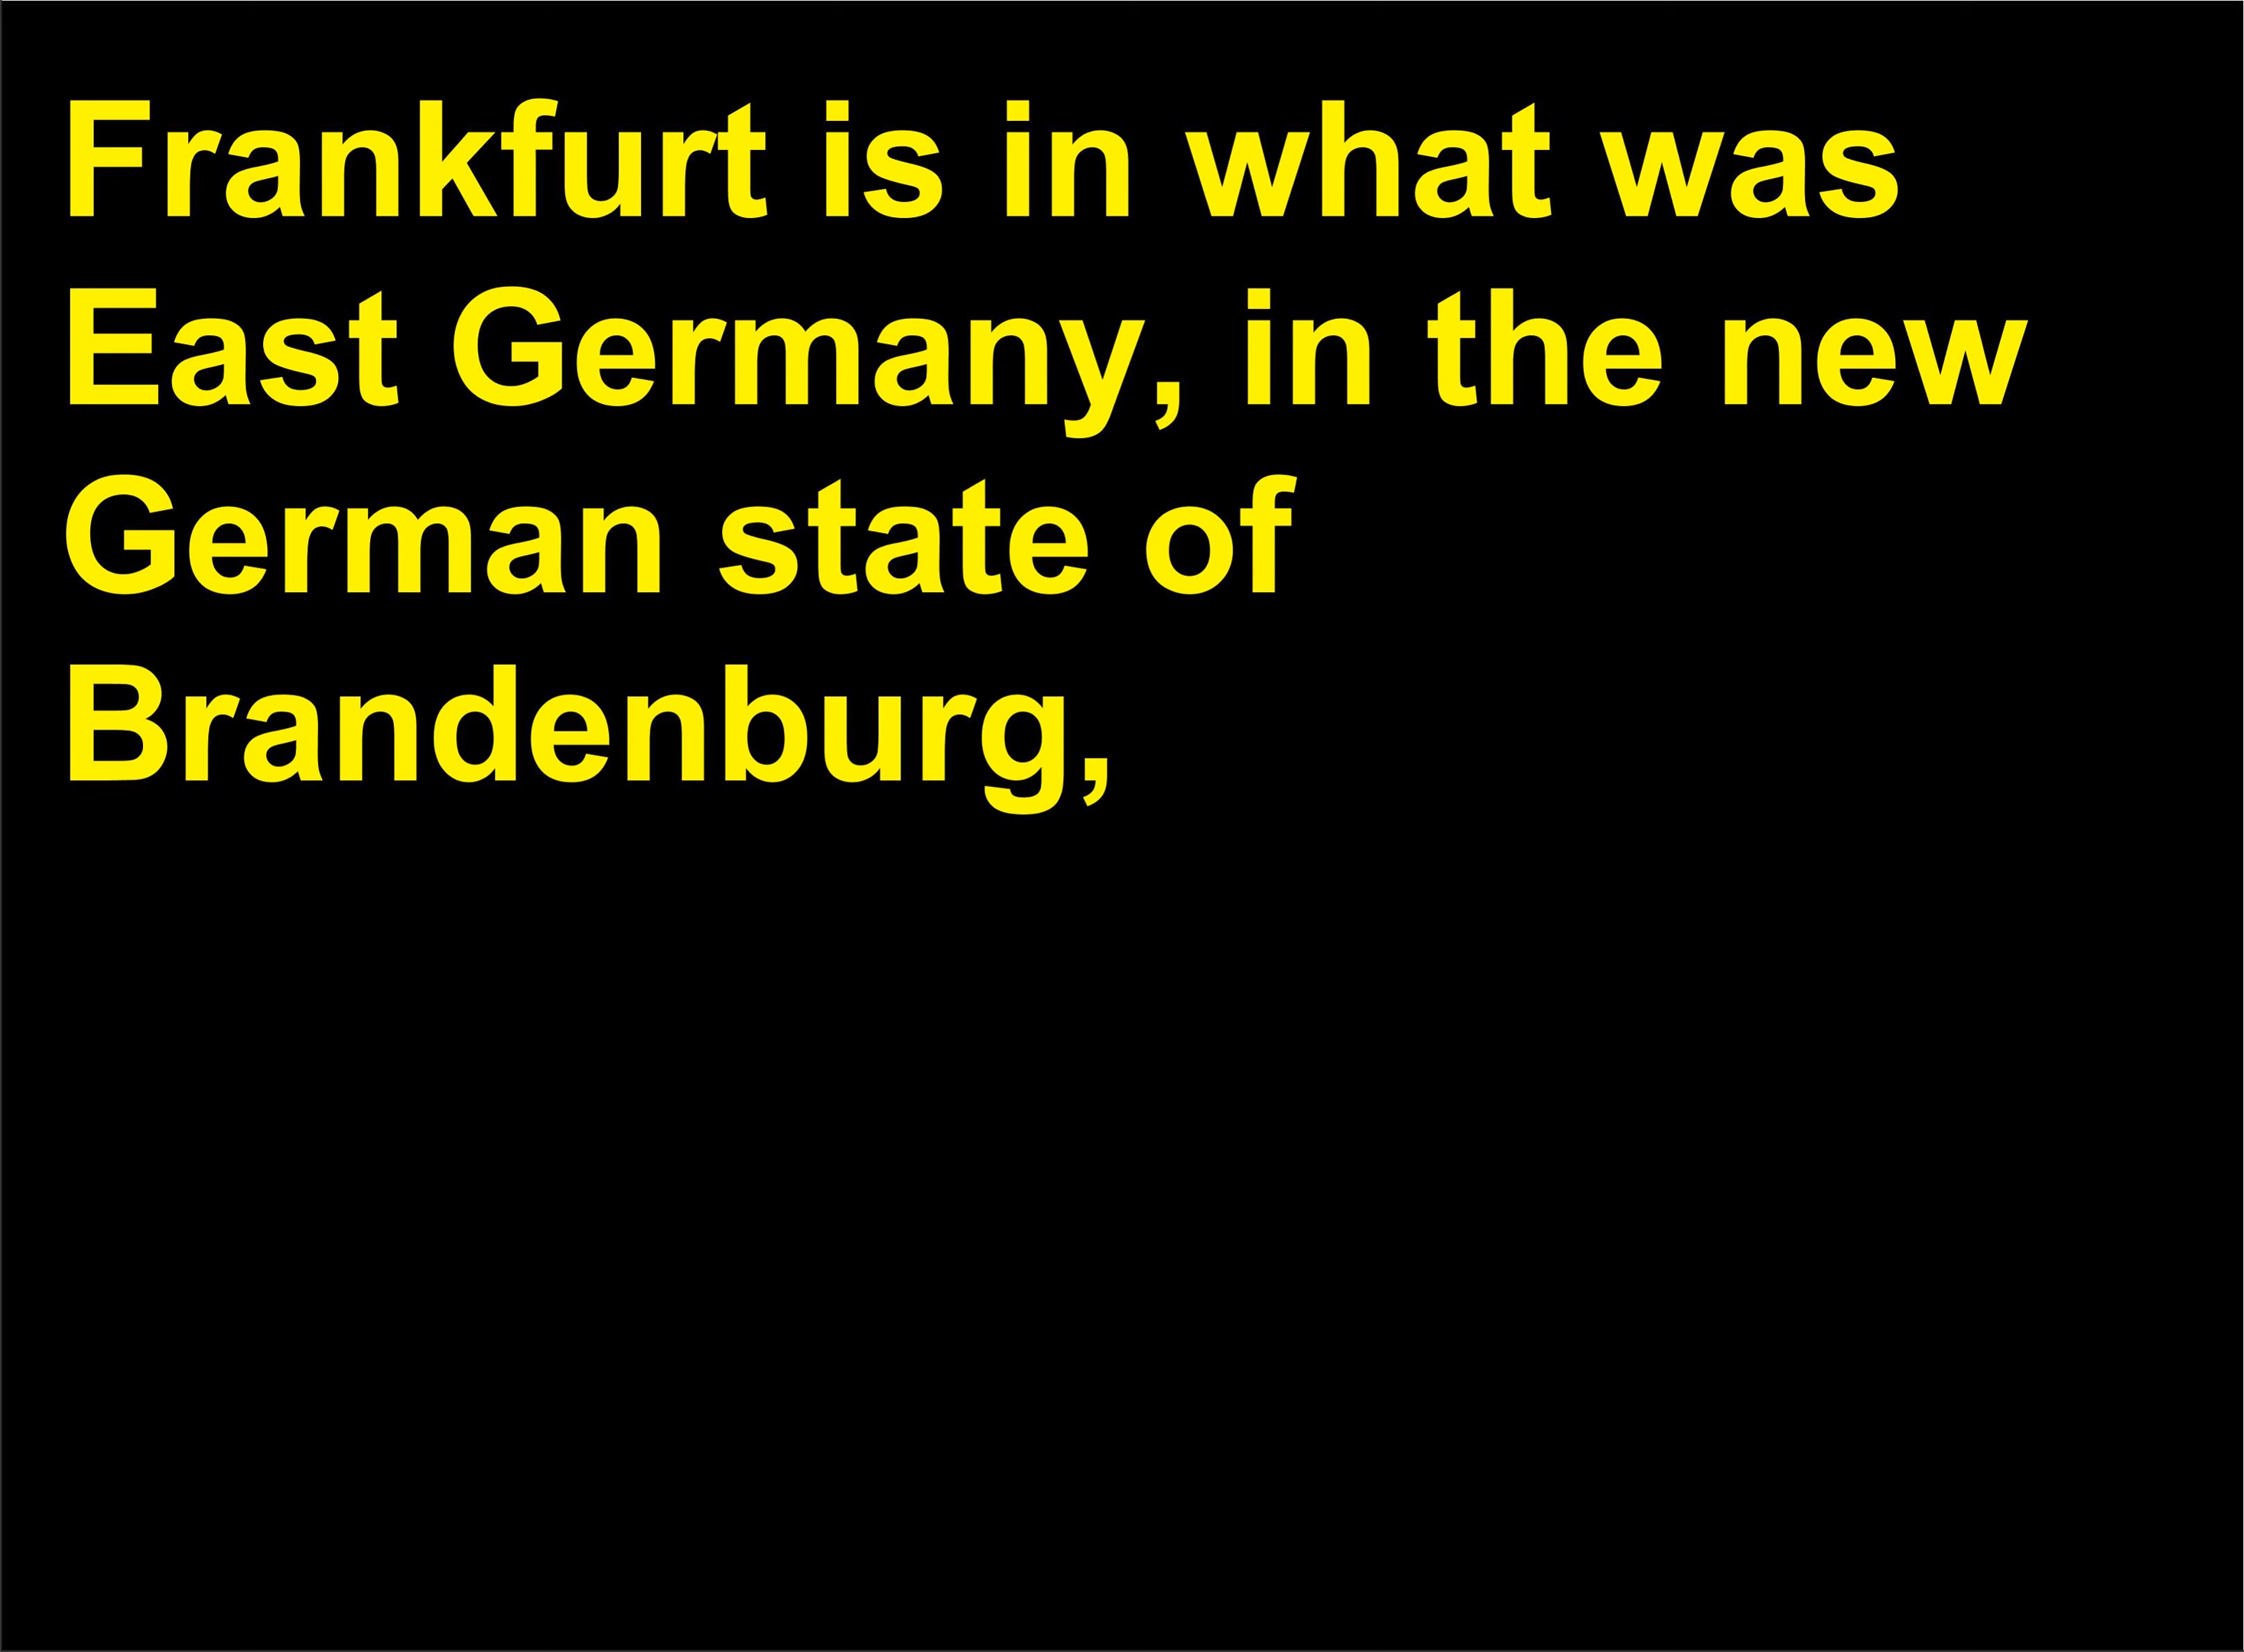 Frankfurt is in what was
East Germany, in the new
German state of
Brandenburg,